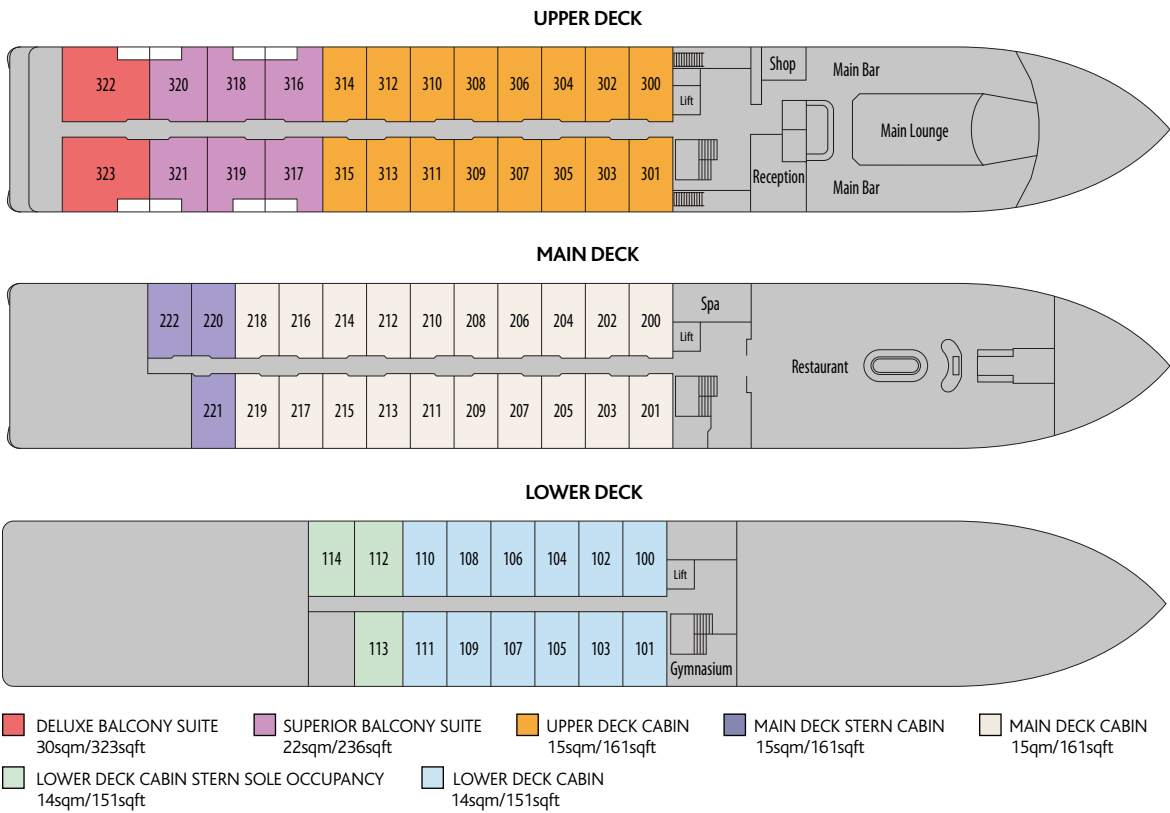 UPPER DECK
322 320 318 316 314 312 310 308 306 304 302 300
Lift
Shop
Main Bar
Main Lounge
323 321 319 317 315 313 311 309 307 305 303 301
Reception
Main Bar
MAIN DECK
222 220 218 216 214 212 210 208 206 204 202 200
Spa
Lift
Restaurant
221 219 217 215 213 211 209 207 205 203 201
LOWER DECK
114 112 110 108 106 104 102 100
Lift
113 111 109 107 105 103 101
Gymnasium
DELUXE BALCONY SUITE
30sqm/323sqft
SUPERIOR BALCONY SUITE
22sqm/236sqft
UPPER DECK CABIN
15sqm/161sqft
MAIN DECK STERN CABIN
15sqm/161sqft
MAIN DECK CABIN
15qm/161sqft
LOWER DECK CABIN STERN SOLE OCCUPANCY
14sqm/151sqft
LOWER DECK CABIN
14sqm/151sqft